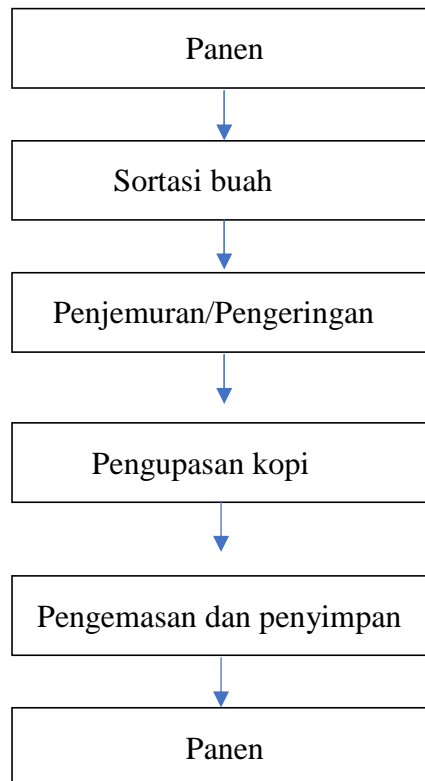 Panen
Sortasi buah
Penjemuran/Pengeringan
Pengupasan kopi
Pengemasan dan penyimpan
Panen